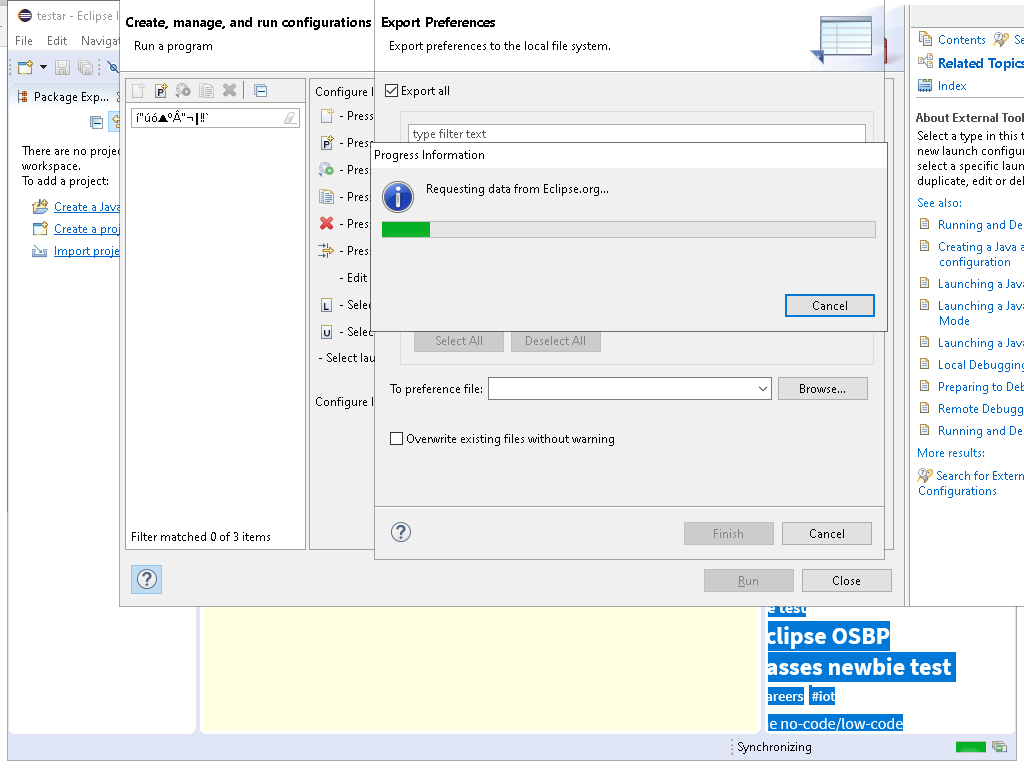 testar - Eclipse I
File Edit Navigat
Package Exp...
There are no proje
workspace.
To add a project:
Create a Java
Create a proj
Import proje
Create, manage, and run configurations
Run a program
í"úó▲ºÂ"¬|‼`
Filter matched 0 of 3 items
Configure l
- Press
- Press
- Press
- Press
- Press
- Press
- Edit
- Selec
- Selec
- Select lau
Configure l
Run
Close
Export Preferences
Export preferences to the local file system.
Export all
type filter text
Progress Information
Requesting data from Eclipse.org...
Cancel
Select All
Deselect All
To preference file:
Browse...
Overwrite existing files without warning
Finish
Cancel
Contents Se
Related Topics
Index
About External Tool
Select a type in this t
new launch configur
select a specific laun
duplicate, edit or del
See also:
Running and De
Creating a Java a
configuration
Launching a Java
Launching a Java
Mode
Launching a Java
Local Debugging
Preparing to Deb
Remote Debugg
Running and De
More results:
Search for Extern
Configurations
e test
clipse OSBP
asses newbie test
areers #iot
e no-code/low-code
Synchronizing